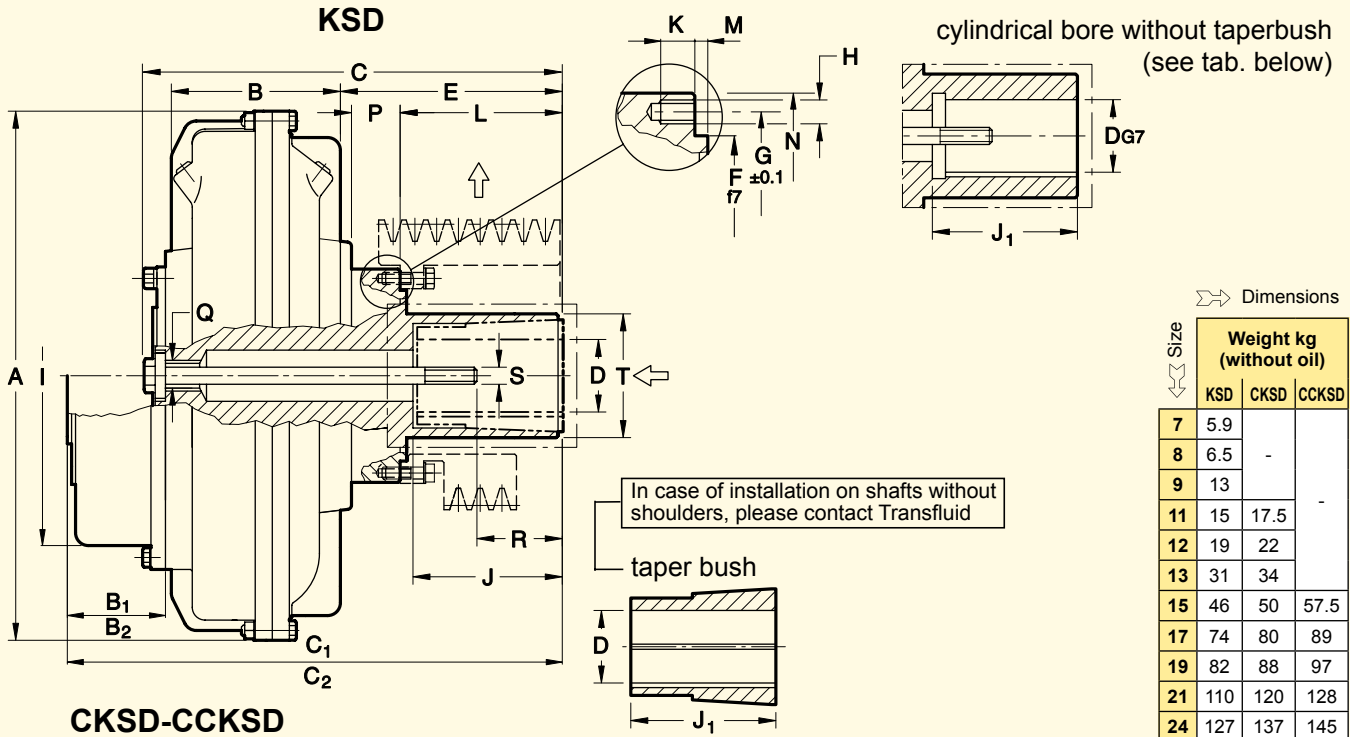 KSD
cylindrical bore without taperbush
(see tab. below)
K M
H
C
B E
P L
N
G
±0.1
F
f7
DG7
J1
A I
Q
S
D T
R
J
B1
B2
C1
C2
CKSD-CCKSD
In case of installation on shafts without
shoulders, please contact Transfluid
taper bush
D
J1
Dimensions
Size
Weight kg
(without oil)
KSD CKSD CCKSD
7 5.9 - -
8 6.5
9 13
11 15 17.5
12 19 22
13 31 34
15 46 50 57.5
17 74 80 89
19 82 88 97
21 110 120 128
24 127 137 145